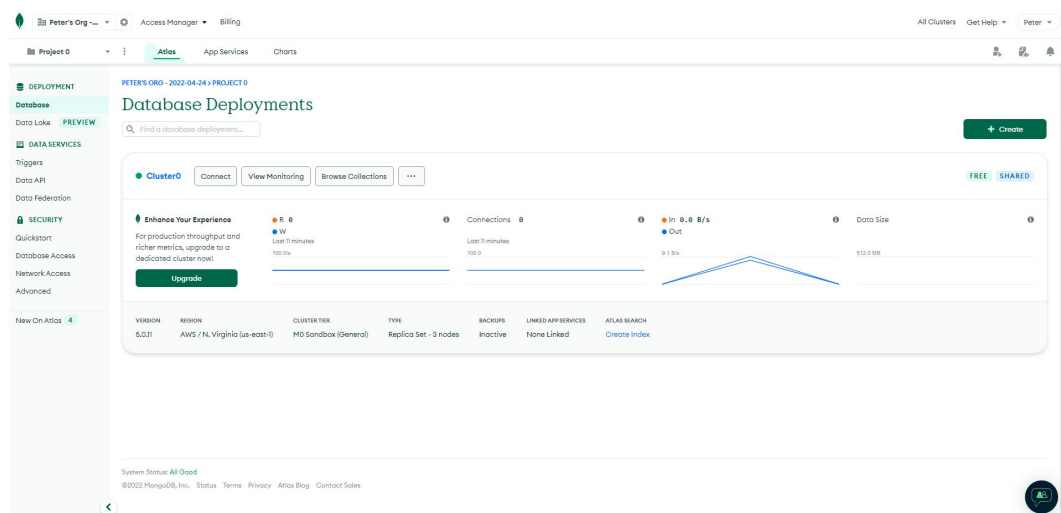 Peter's Org -... Access Manager Billing All Clusters Get Help Peter
Project 0 Atlas App Services Charts
DEPLOYMENT
Database
Data Lake PREVIEW
DATA SERVICES
Triggers
Data API
Data Federation
SECURITY
Quickstart
Database Access
Network Access
Advanced
New On Atlas 4
PETER'S ORG - 2022-04-24 > PROJECT 0
Database Deployments
Find a database deployment...
+ Create
Cluster0 Connect View Monitoring Browse Collections ... FREE SHARED
Enhance Your Experience
For production throughput and
richer metrics, upgrade to a
dedicated cluster now!
Upgrade
R 0
W
Last 11 minutes
100.0/s
Connections 0
Last 11 minutes
100.0
In 0.0 B/s
Out
9.1 B/s
Data Size
512.0 MB
VERSION REGION CLUSTER TIER TYPE BACKUPS LINKED APP SERVICES ATLAS SEARCH
5.0.11 AWS / N. Virginia (us-east-1) M0 Sandbox (General) Replica Set - 3 nodes Inactive None Linked Create Index
System Status: All Good
©2022 MongoDB, Inc. Status Terms Privacy Atlas Blog Contact Sales